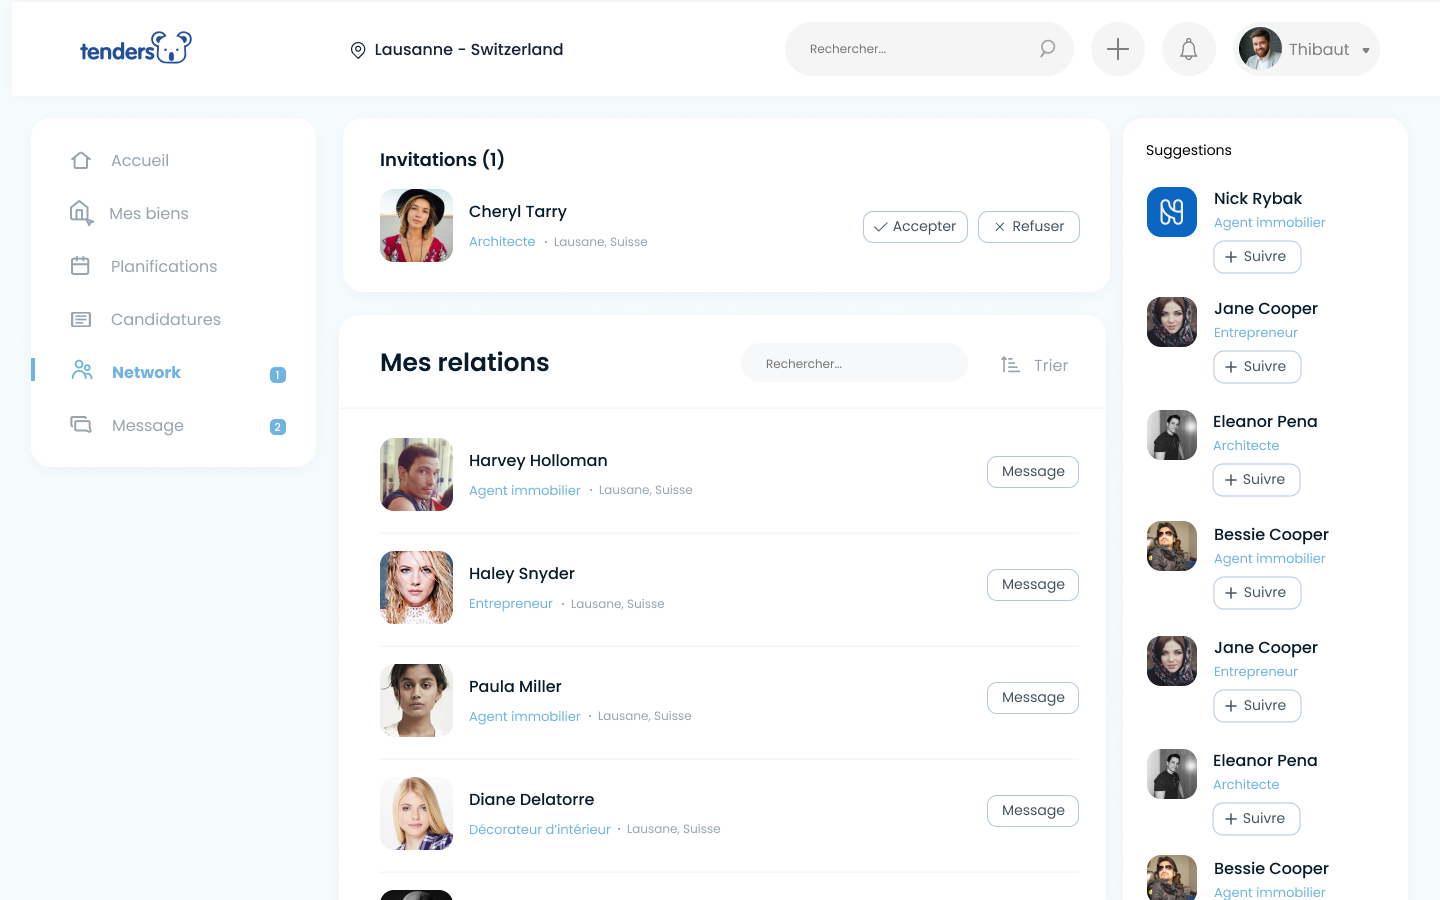 tenders
Lausanne - Switzerland
Rechercher...
Thibaut
Accueil
Mes biens
Planifications
Candidatures
Network
1
Message
2
Invitations (1)
Cheryl Tarry
Architecte · Lausane, Suisse
Accepter
Refuser
Mes relations
Rechercher...
Trier
Harvey Holloman
Agent immobilier · Lausane, Suisse
Message
Haley Snyder
Entrepreneur · Lausane, Suisse
Message
Paula Miller
Agent immobilier · Lausane, Suisse
Message
Diane Delatorre
Décorateur d’intérieur · Lausane, Suisse
Message
Suggestions
Nick Rybak
Agent immobilier
+ Suivre
Jane Cooper
Entrepreneur
+ Suivre
Eleanor Pena
Architecte
+ Suivre
Bessie Cooper
Agent immobilier
+ Suivre
Jane Cooper
Entrepreneur
+ Suivre
Eleanor Pena
Architecte
+ Suivre
Bessie Cooper
Agent immobilier